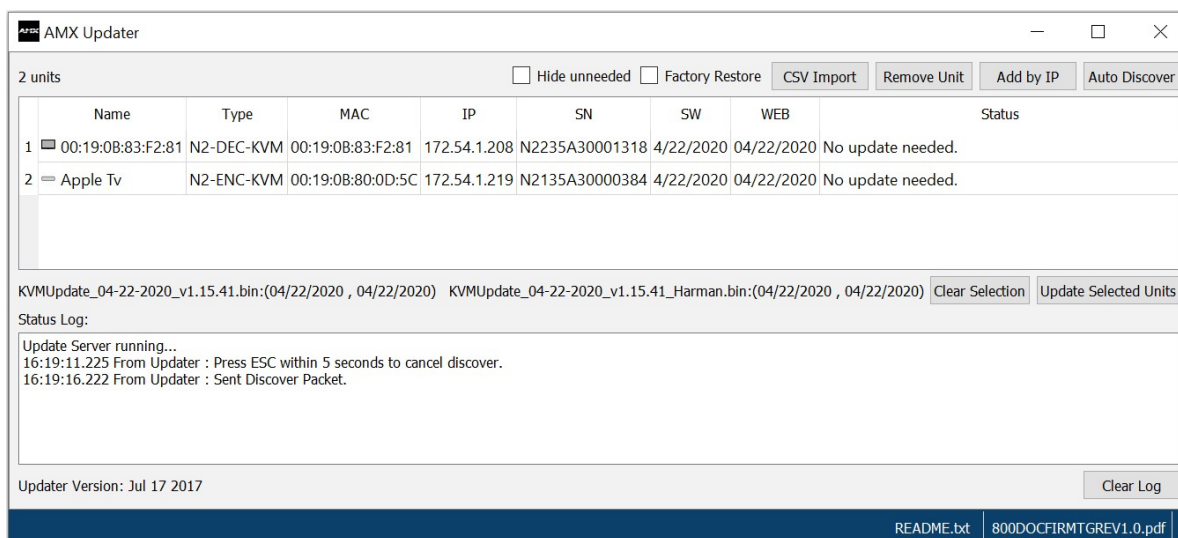 AMX AMX Updater
2 units Hide unneeded Factory Restore CSV Import Remove Unit Add by IP Auto Discover
Name Type MAC IP SN SW WEB Status
1 00:19:0B:83:F2:81 N2-DEC-KVM 00:19:0B:83:F2:81 172.54.1.208 N2235A30001318 4/22/2020 04/22/2020 No update needed.
2 Apple Tv N2-ENC-KVM 00:19:0B:80:0D:5C 172.54.1.219 N2135A30000384 4/22/2020 04/22/2020 No update needed.
KVMUpdate_04-22-2020_v1.15.41.bin:(04/22/2020 , 04/22/2020) KVMUpdate_04-22-2020_v1.15.41_Harman.bin:(04/22/2020 , 04/22/2020) Clear Selection Update Selected Units
Status Log:
Update Server running...
16:19:11.225 From Updater : Press ESC within 5 seconds to cancel discover.
16:19:16.222 From Updater : Sent Discover Packet.
Updater Version: Jul 17 2017 Clear Log
README.txt 800DOCFIRMTGREV1.0.pdf